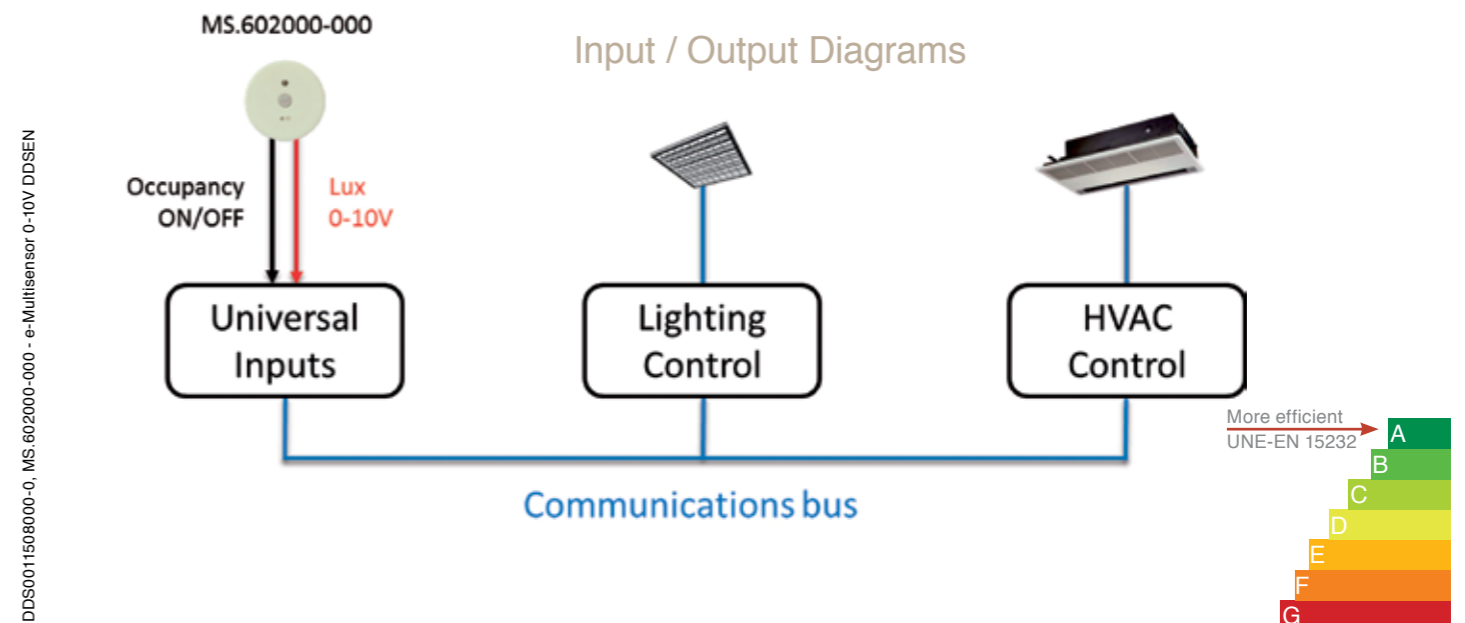 MS.602000-000
Input / Output Diagrams
DDS0011508000-0, MS.602000-000 - e-Multisensor 0-10V DDSEN
Occupancy
ON/OFF
Lux
0-10V
Universal
Inputs
Lighting
Control
HVAC
Control
More efficient
UNE-EN 15232
A
B
C
D
E
F
G
Communications bus